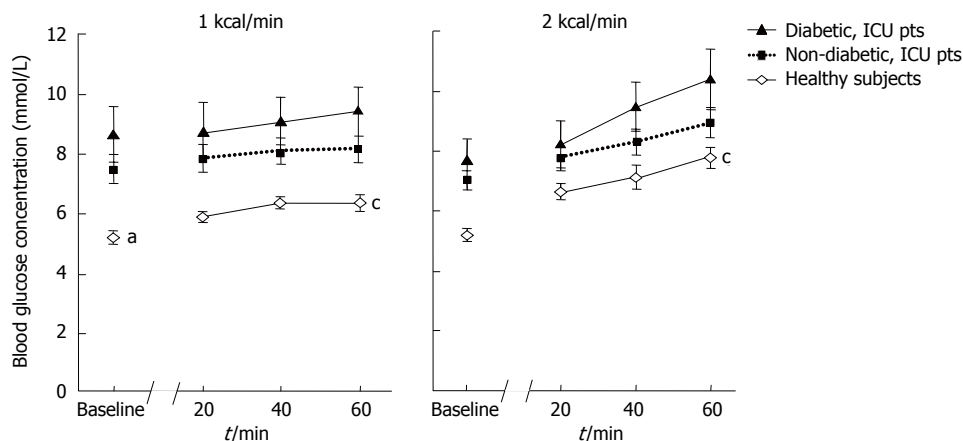 1 kcal/min
2 kcal/min
Diabetic, ICU pts
Non-diabetic, ICU pts
Healthy subjects
Blood glucose concentration (mmol/L)
12
10
8
6
4
2
0
a
c
c
Baseline
20
40
60
t/min
Baseline
20
40
60
t/min